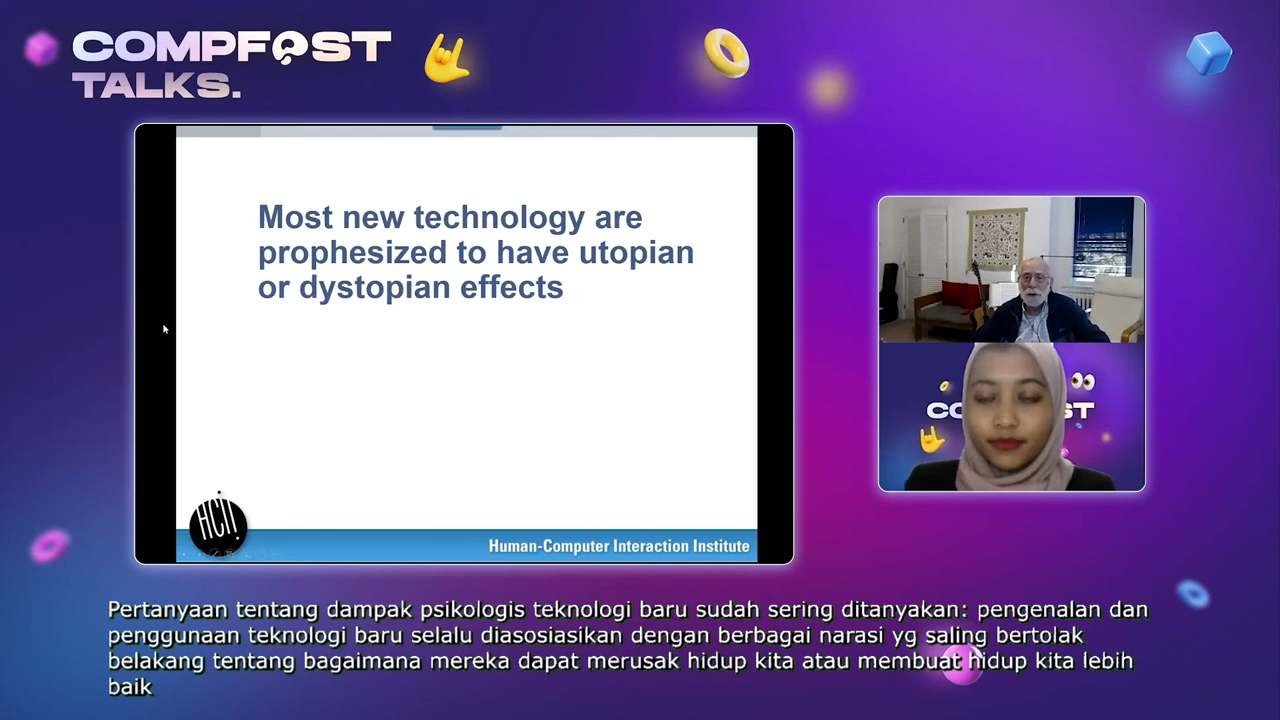 COMPFEST
TALKS.
Most new technology are
prophesized to have utopian
or dystopian effects
HCII
Human-Computer Interaction Institute
CO ST
Pertanyaan tentang dampak psikologis teknologi baru sudah sering ditanyakan: pengenalan dan
penggunaan teknologi baru selalu diasosiasikan dengan berbagai narasi yg saling bertolak
belakang tentang bagaimana mereka dapat merusak hidup kita atau membuat hidup kita lebih
baik